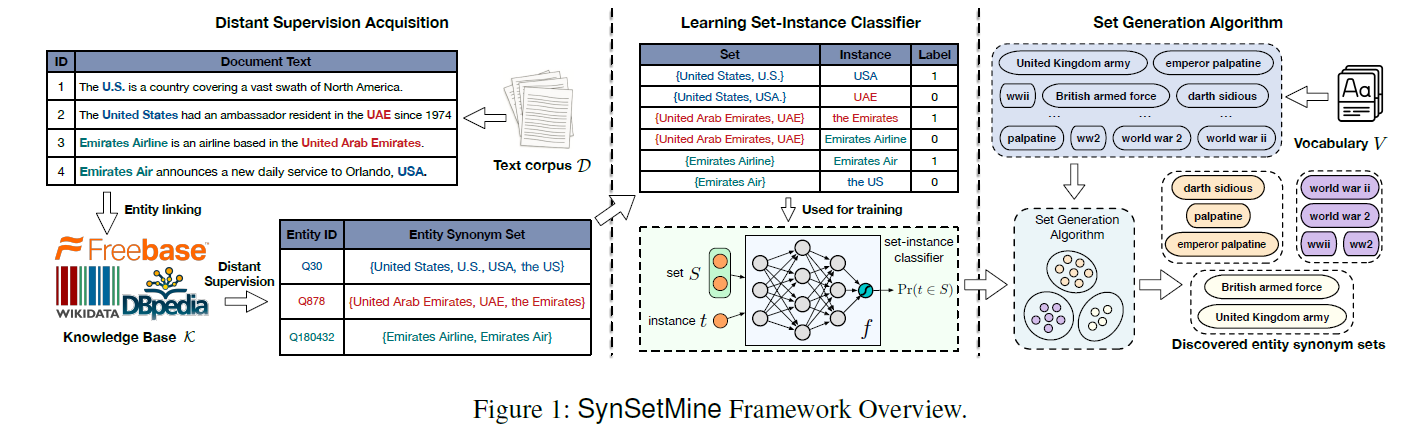 Distant Supervision Acquisition
ID Document Text
1 The U.S. is a country covering a vast swath of North America.
2 The United States had an ambassador resident in the UAE since 1974
3 Emirates Airline is an airline based in the United Arab Emirates.
4 Emirates Air announces a new daily service to Orlando, USA.
Text corpus 𝒟
Entity linking
Freebase™
WIKIDATA
DBpedia
Knowledge Base 𝒦
Distant
Supervision
Entity ID Entity Synonym Set
Q30 {United States, U.S., USA, the US}
Q878 {United Arab Emirates, UAE, the Emirates}
Q180432 {Emirates Airline, Emirates Air}
Learning Set-Instance Classifier
Set Instance Label
{United States, U.S.} USA 1
{United States, USA.} UAE 0
{United Arab Emirates, UAE} the Emirates 1
{United Arab Emirates, UAE} Emirates Airline 0
{Emirates Airline} Emirates Air 1
{Emirates Air} the US 0
Used for training
set S
instance t
set-instance
classifier
Pr(t ∈ S)
f
Set Generation Algorithm
United Kingdom army emperor palpatine
wwii British armed force darth sidious
... ...
palpatine ww2 world war 2 world war ii
Aa
Vocabulary V
Set Generation
Algorithm
darth sidious
palpatine
emperor palpatine
world war ii
world war 2
wwii ww2
British armed force
United Kingdom army
Discovered entity synonym sets
Figure 1: SynSetMine Framework Overview.